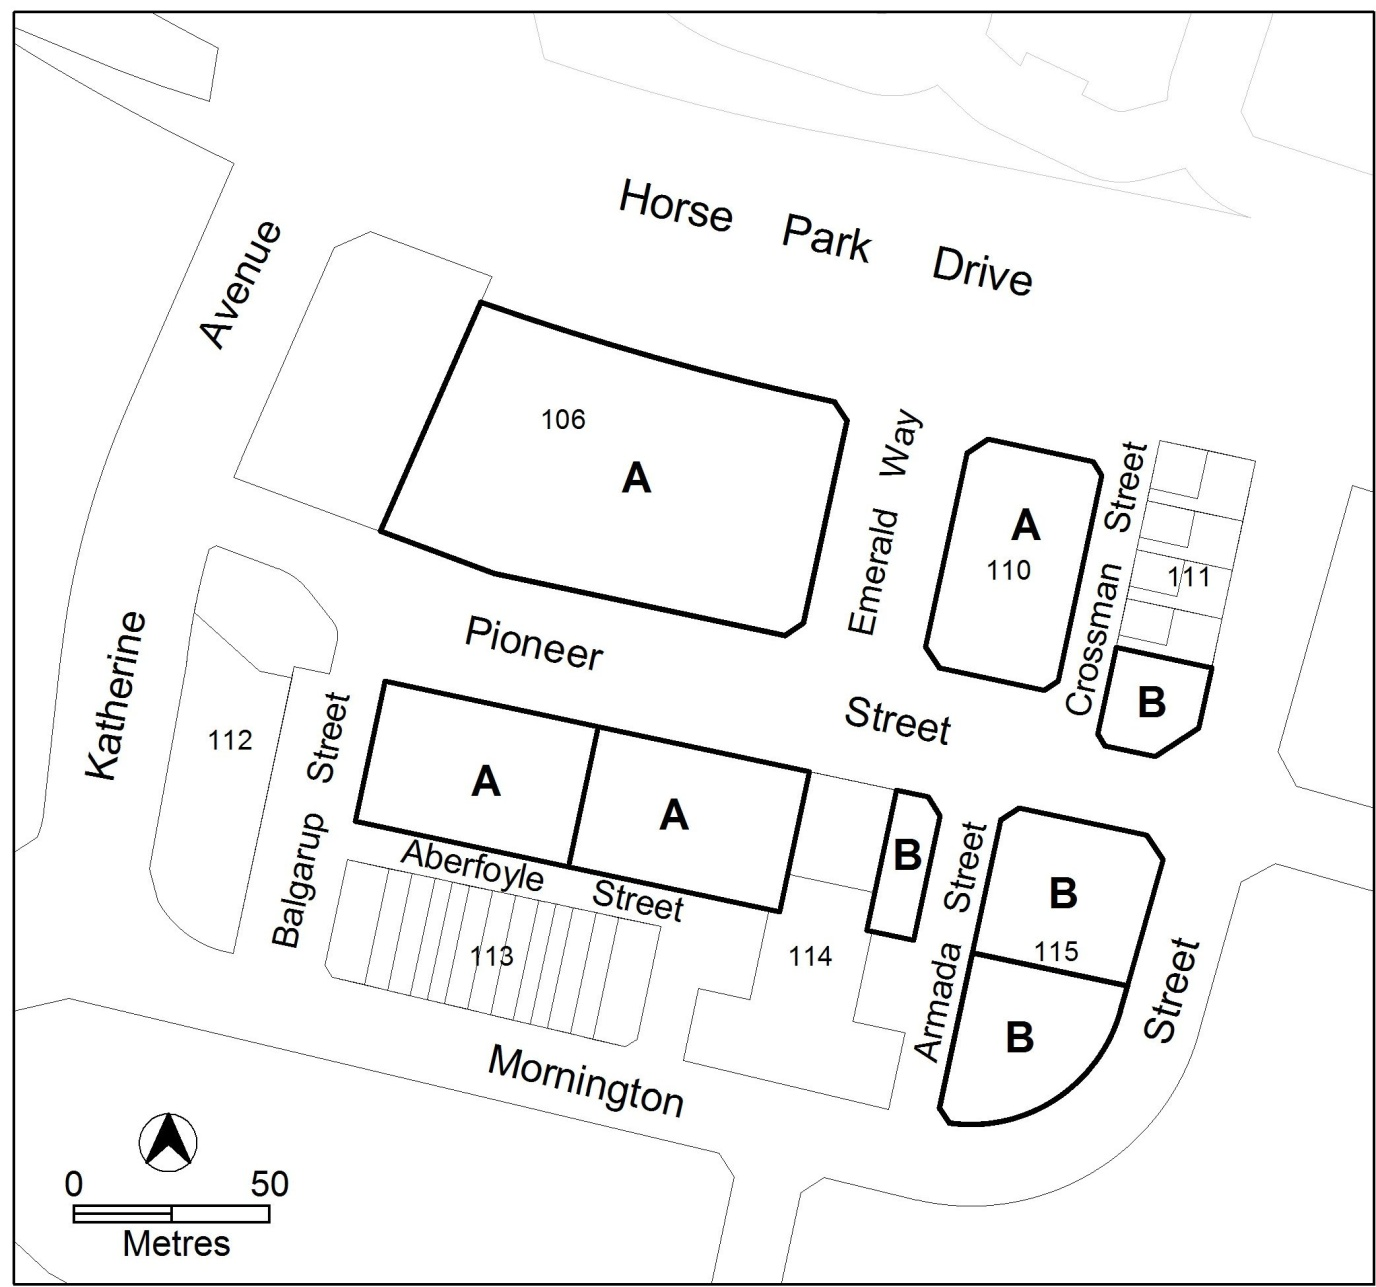 Horse Park Drive
Avenue
106
A
Emerald Way
A
110
Crossman Street
111
B
Pioneer
Street
Katherine
112
Balgarup Street
A
A
B
Aberfoyle Street
113
114
Armada Street
B
115
B
Street
Mornington
0 50
Metres